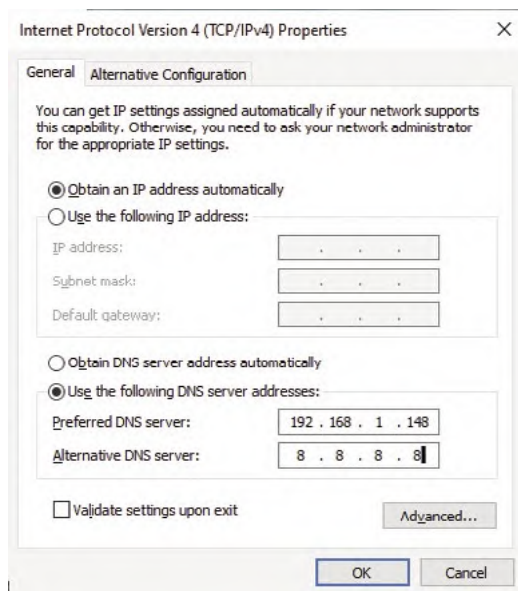 Internet Protocol Version 4 (TCP/IPv4) Properties
General Alternative Configuration
You can get IP settings assigned automatically if your network supports
this capability. Otherwise, you need to ask your network administrator
for the appropriate IP settings.
Obtain an IP address automatically
Use the following IP address:
IP address: . . .
Subnet mask: . . .
Default gateway: . . .
Obtain DNS server address automatically
Use the following DNS server addresses:
Preferred DNS server: 192 . 168 . 1 . 148
Alternative DNS server: 8 . 8 . 8 . 8
Validate settings upon exit
Advanced...
OK Cancel